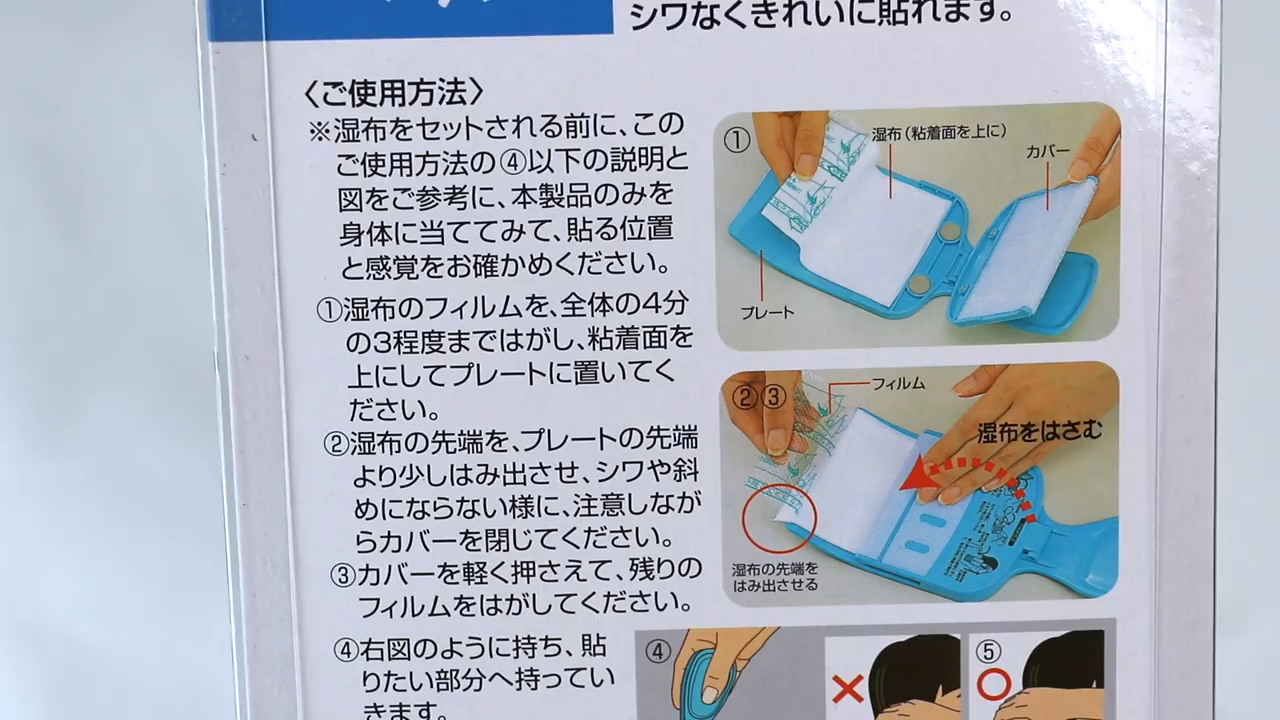 シワなくきれいに貼れます。
〈ご使用方法〉
※湿布をセットされる前に、この
ご使用方法の④以下の説明と
図をご参考に、本製品のみを
身体に当ててみて、貼る位置
と感覚をお確かめください。
①湿布のフィルムを、全体の4分
の3程度まではがし、粘着面を
上にしてプレートに置いてく
ださい。
②湿布の先端を、プレートの先端
より少しはみ出させ、シワや斜
めにならない様に、注意しなが
らカバーを閉じてください。
③カバーを軽く押さえて、残りの
フィルムをはがしてください。
④右図のように持ち、貼
りたい部分へ持ってい
きます。
①
湿布（粘着面を上に）
カバー
プレート
②③
フィルム
湿布をはさむ
湿布の先端を
はみ出させる
④
⑤